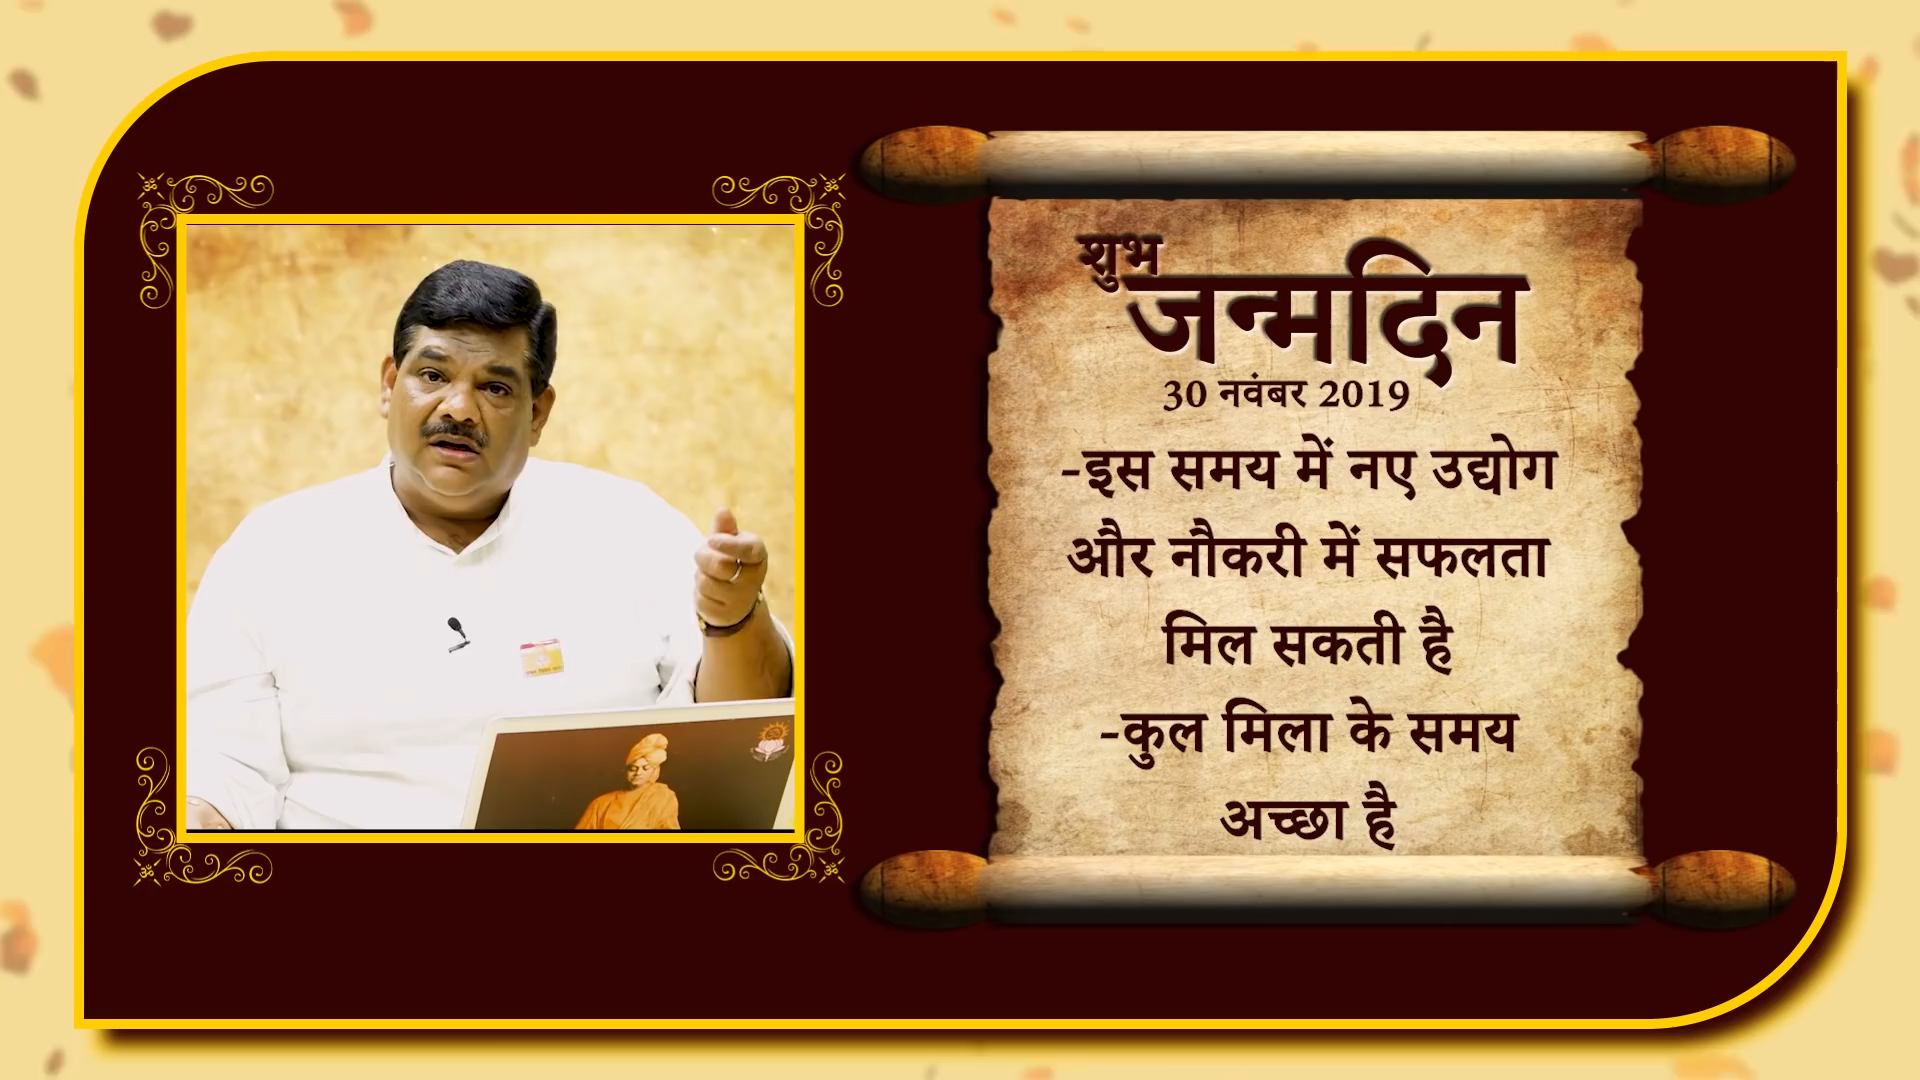 शुभ
जन्मदिन
30 नवंबर 2019
-इस समय में नए उद्योग
और नौकरी में सफलता
मिल सकती है
-कुल मिला के समय
अच्छा है